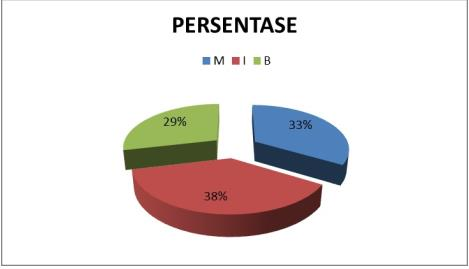 PERSENTASE
M I B
29% 33%
38%